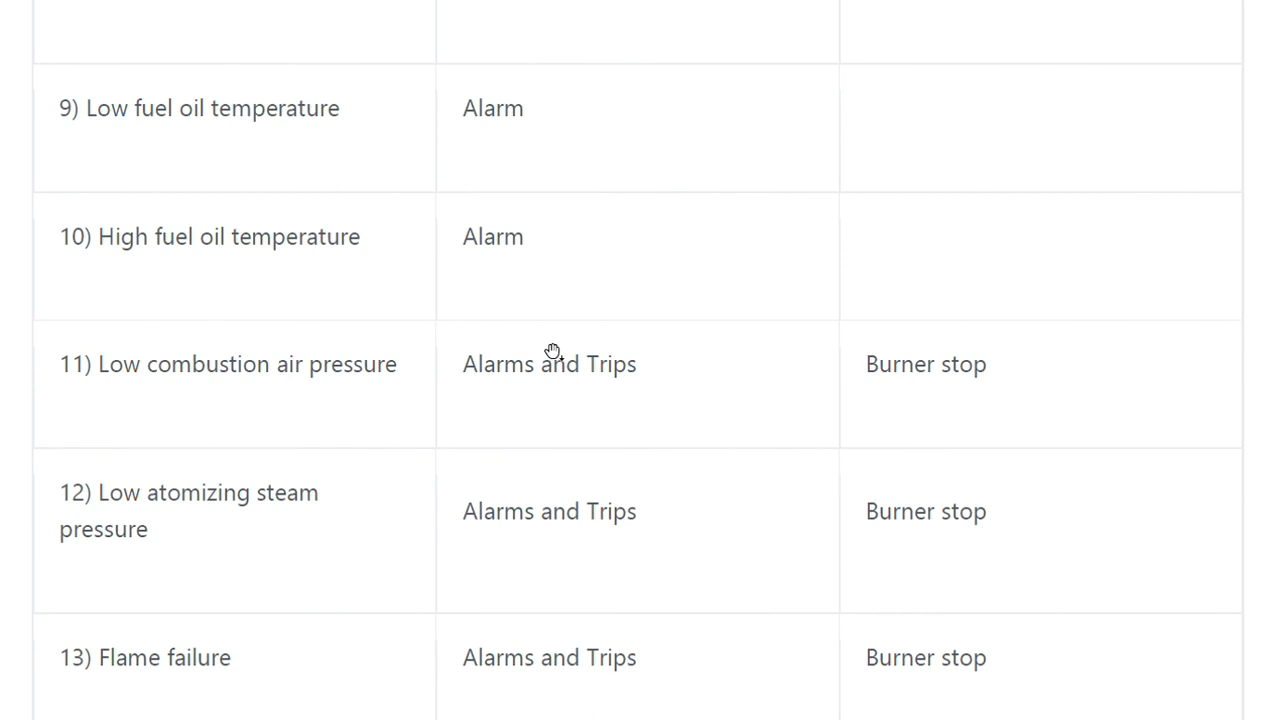 9) Low fuel oil temperature Alarm
10) High fuel oil temperature Alarm
11) Low combustion air pressure Alarms and Trips Burner stop
12) Low atomizing steam
pressure Alarms and Trips Burner stop
13) Flame failure Alarms and Trips Burner stop